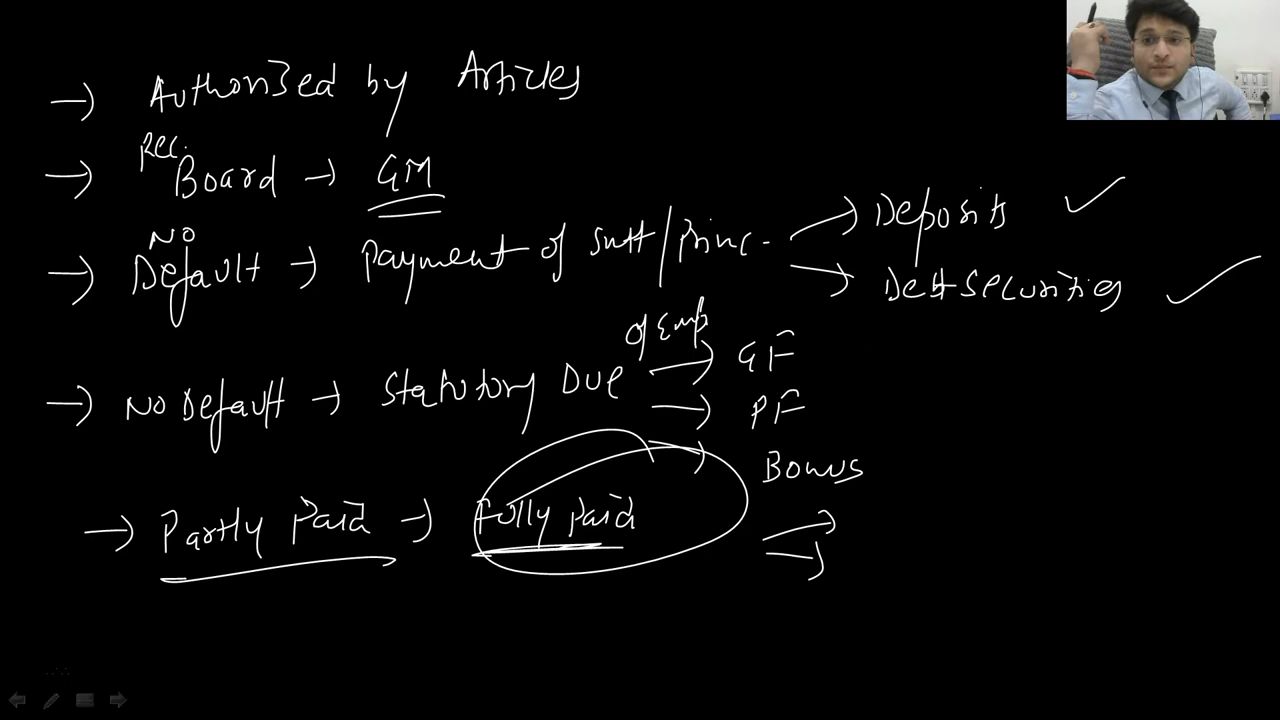 → Authorised by Articles
Rec.
→ Board → GM
NO
→ Default → Payment of Intt/Princ. → Deposits ✓
→ Debt Securities ✓
of Emp
→ No Default → Statutory Due → GF
→ PF
→ Bonus
→ Partly Paid → Fully Paid